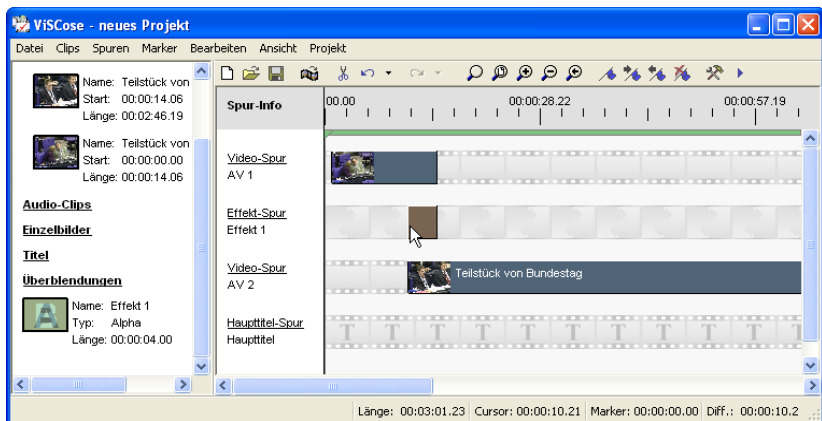 ViSCose - neues Projekt
Datei Clips Spuren Marker Bearbeiten Ansicht Projekt
Name: Teilstück von
Start: 00:00:14.06
Länge: 00:02:46.19
Name: Teilstück von
Start: 00:00:00.00
Länge: 00:00:14.06
Audio-Clips
Einzelbilder
Titel
Überblendungen
A
Name: Effekt 1
Typ: Alpha
Länge: 00:00:04.00
Spur-Info
00.00 00:00:28.22 00:00:57.19
Video-Spur
AV 1
Effekt-Spur
Effekt 1
Video-Spur
AV 2
Teilstück von Bundestag
Haupttitel-Spur
Haupttitel
T T T T T T T T T T T
Länge: 00:03:01.23 Cursor: 00:00:10.21 Marker: 00:00:00.00 Diff.: 00:00:10.2